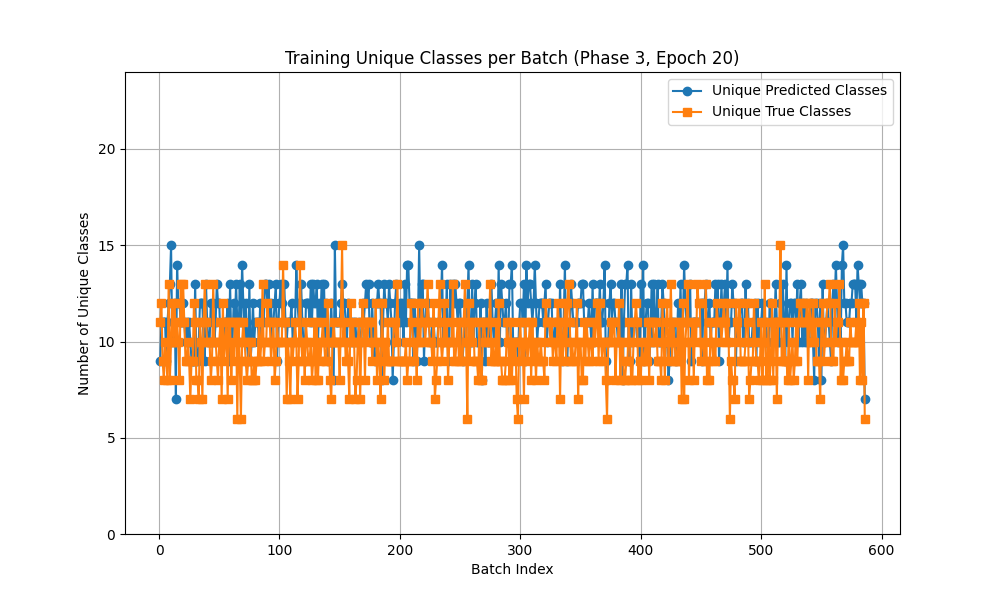 Training Unique Classes per Batch (Phase 3, Epoch 20)
Unique Predicted Classes
Unique True Classes
Number of Unique Classes
20
15
10
5
0
0 100 200 300 400 500 600
Batch Index